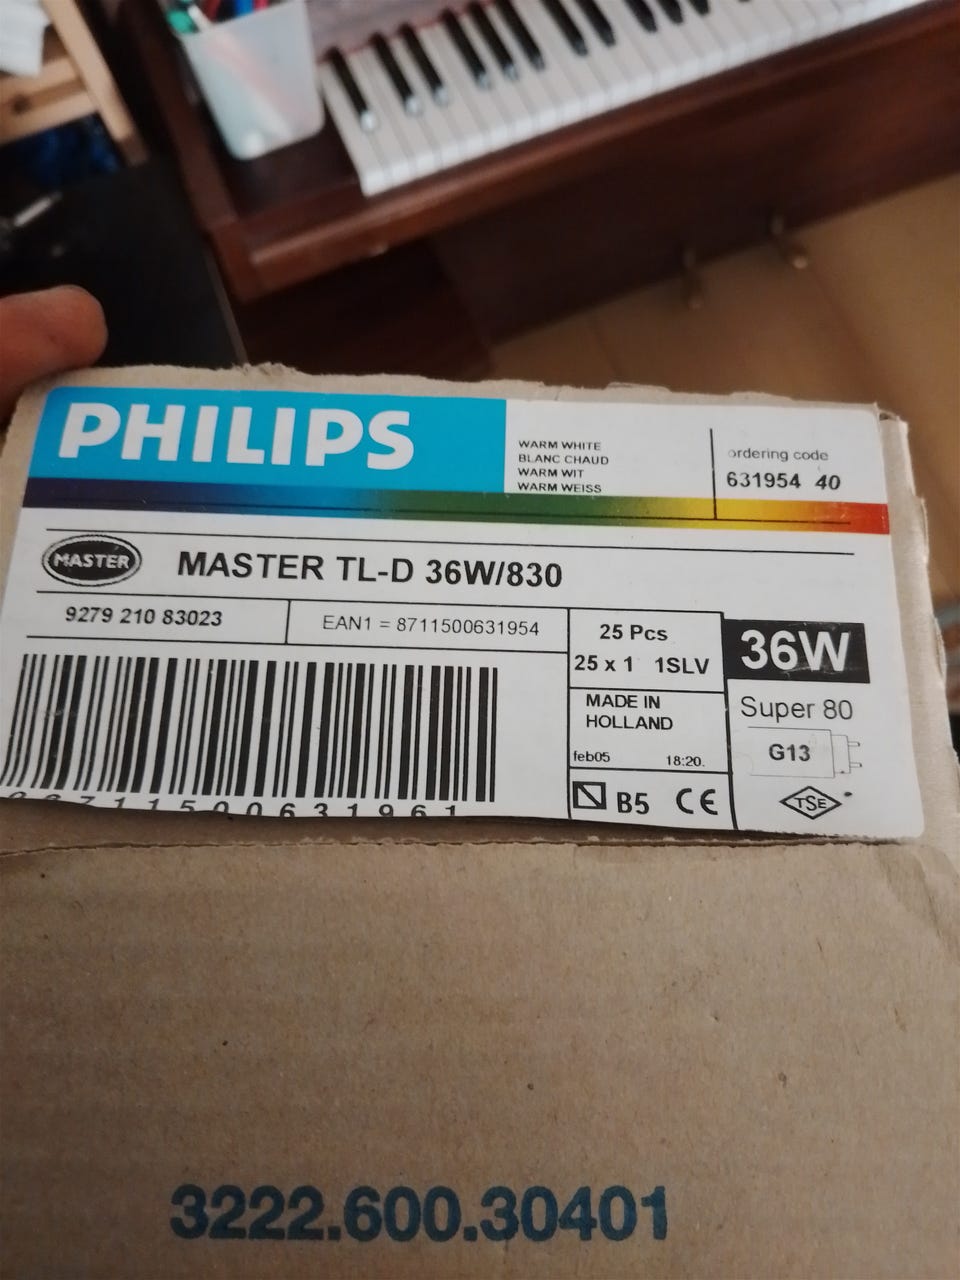 PHILIPS
WARM WHITE
BLANC CHAUD
WARM WIT
WARM WEISS
ordering code
631954 40
MASTER
MASTER TL-D 36W/830
9279 210 83023
EAN1 = 8711500631954
25 Pcs
25 x 1 1SLV
36W
MADE IN
HOLLAND
feb05 18:20.
Super 80
G13
B5 CE
TSE
8711500631961
3222.600.30401